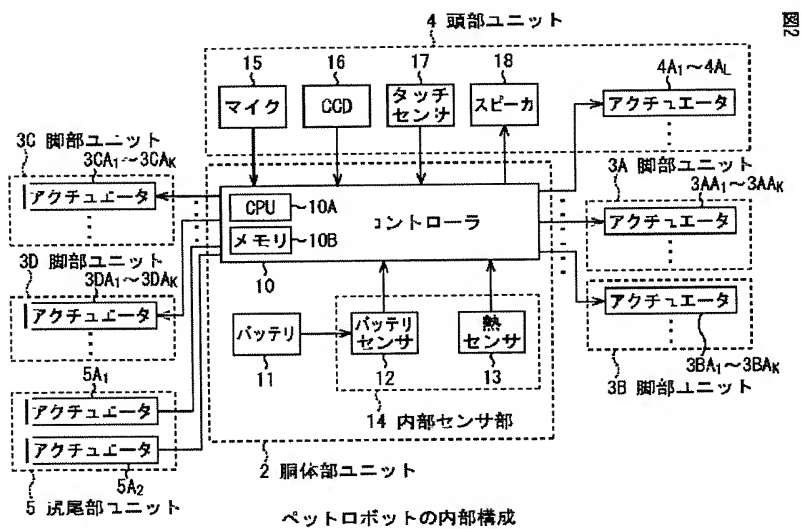 図2
4 頭部ユニット
15
16
17
18
マイク
CCD
タッチ
センサ
スピーカ
4A1～4AL
アクチュエータ
3C 脚部ユニット
3CA1～3CAK
アクチュエータ
3D 脚部ユニット
3DA1～3DAK
アクチュエータ
5A1
アクチュエータ
アクチュエータ
5A2
5 尻尾部ユニット
CPU
10A
メモリ
10B
コントローラ
10
バッテリ
11
バッテリ
センサ
12
熱
センサ
13
14 内部センサ部
2 胴体部ユニット
3A 脚部ユニット
3AA1～3AAK
アクチュエータ
アクチュエータ
3BA1～3BAK
3B 脚部ユニット
ペットロボットの内部構成